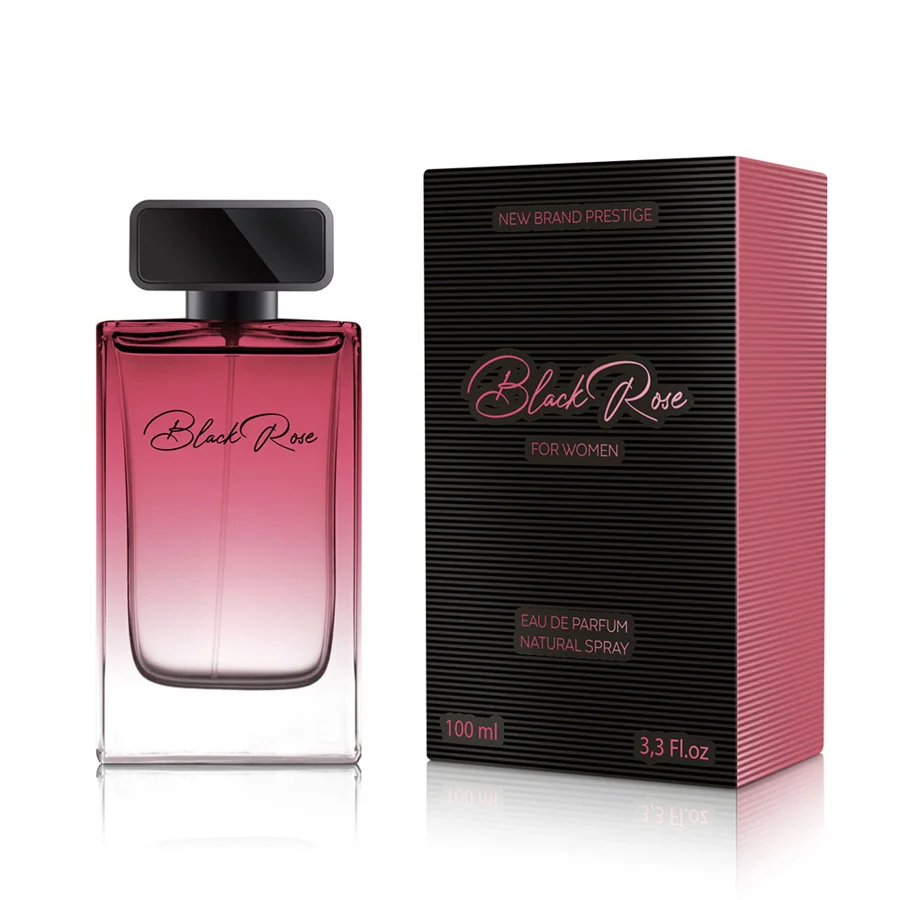 Black Rose
NEW BRAND PRESTIGE
Black Rose
FOR WOMEN
EAU DE PARFUM
NATURAL SPRAY
100 ml
3,3 Fl.oz